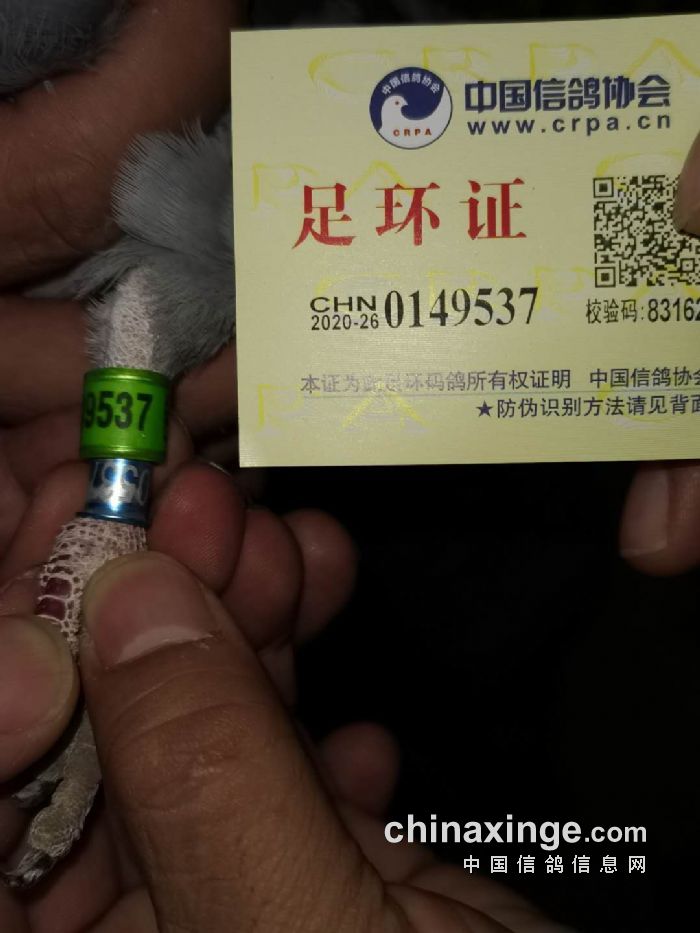 中国信鸽协会
CRPA
中国信鸽协会
www.crpa.cn
足环证
CHN
2020-26 0149537
校验码:83162
本证为此足环码鸽所有权证明 中国信鸽协会
★防伪识别方法请见背面
9537
chinaxinge.com
中国信鸽信息网